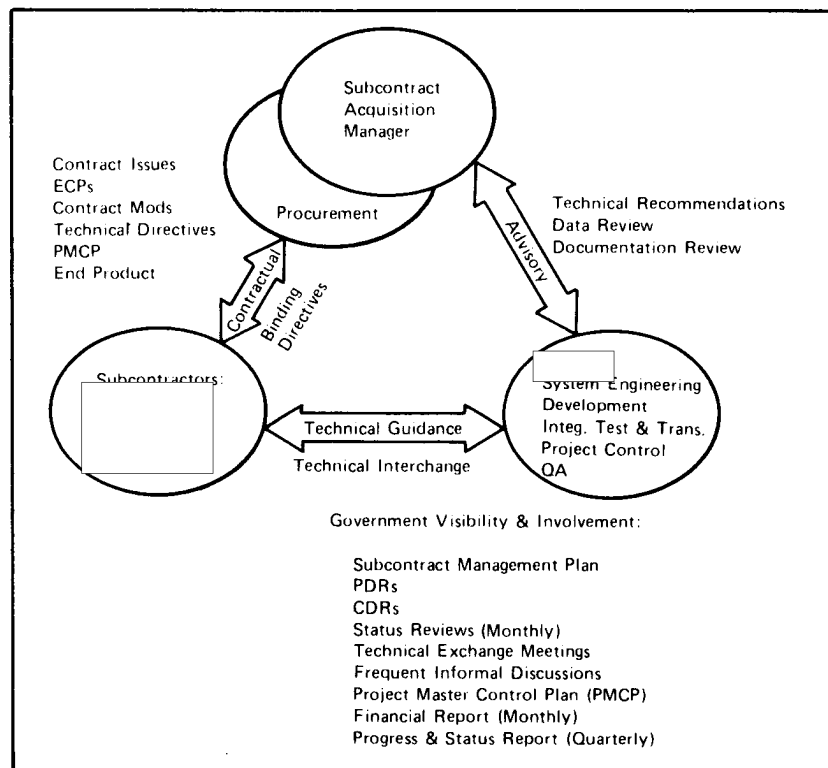 Subcontract
Acquisition
Manager
Procurement
Contract Issues
ECPs
Contract Mods
Technical Directives
PMCP
End Product
Technical Recommendations
Data Review
Documentation Review
Advisory
Contractual
Binding
Directives
Subcontractors:
System Engineering
Development
Integ. Test & Trans.
Project Control
QA
Technical Guidance
Technical Interchange
Government Visibility & Involvement:
Subcontract Management Plan
PDRs
CDRs
Status Reviews (Monthly)
Technical Exchange Meetings
Frequent Informal Discussions
Project Master Control Plan (PMCP)
Financial Report (Monthly)
Progress & Status Report (Quarterly)